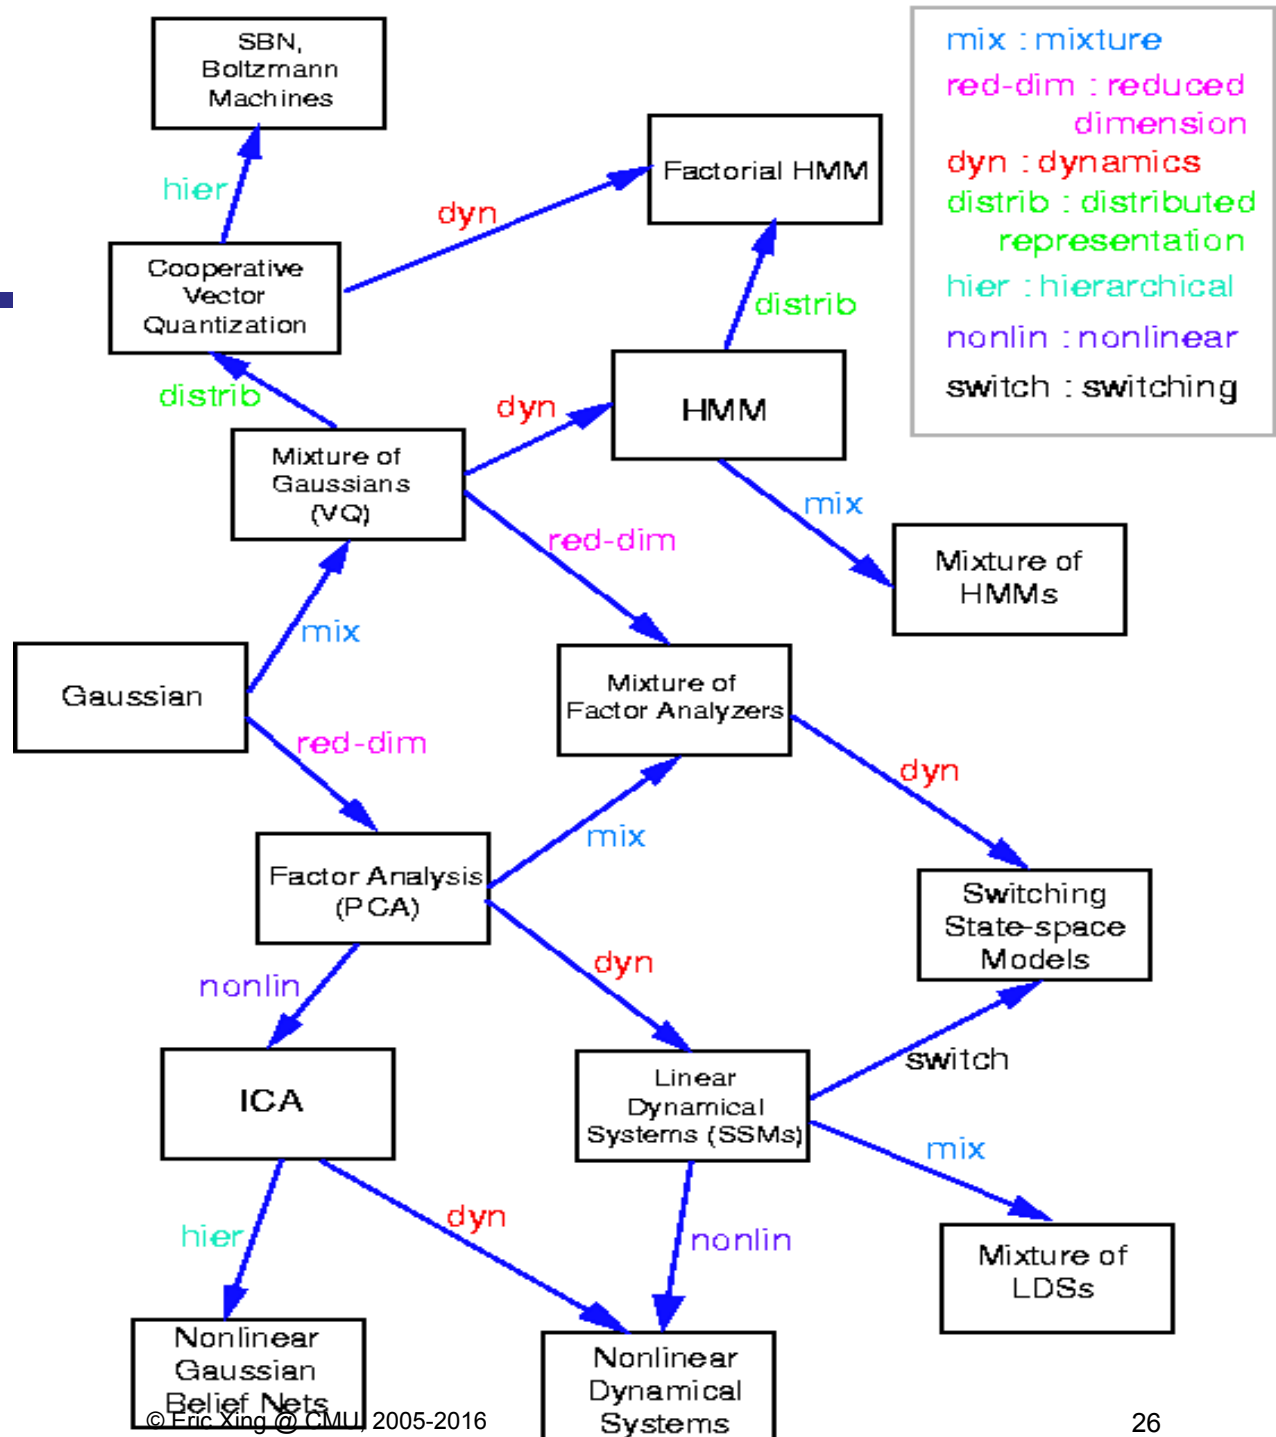 SBN,
Boltzmann
Machines
mix : mixture
red-dim : reduced
dimension
dyn : dynamics
distrib : distributed
representation
hier : hierarchical
nonlin : nonlinear
switch : switching
Factorial HMM
hier
dyn
Cooperative
Vector
Quantization
distrib
distrib
dyn
HMM
Mixture of
Gaussians
(VQ)
mix
red-dim
Mixture of
HMMs
mix
Gaussian
Mixture of
Factor Analyzers
red-dim
dyn
mix
Factor Analysis
(PCA)
Switching
State-space
Models
dyn
nonlin
switch
ICA
Linear
Dynamical
Systems (SSMs)
mix
hier
dyn
nonlin
Mixture of
LDSs
Nonlinear
Gaussian
Belief Nets
Nonlinear
Dynamical
Systems
© Eric Xing @ CMU, 2005-2016
26